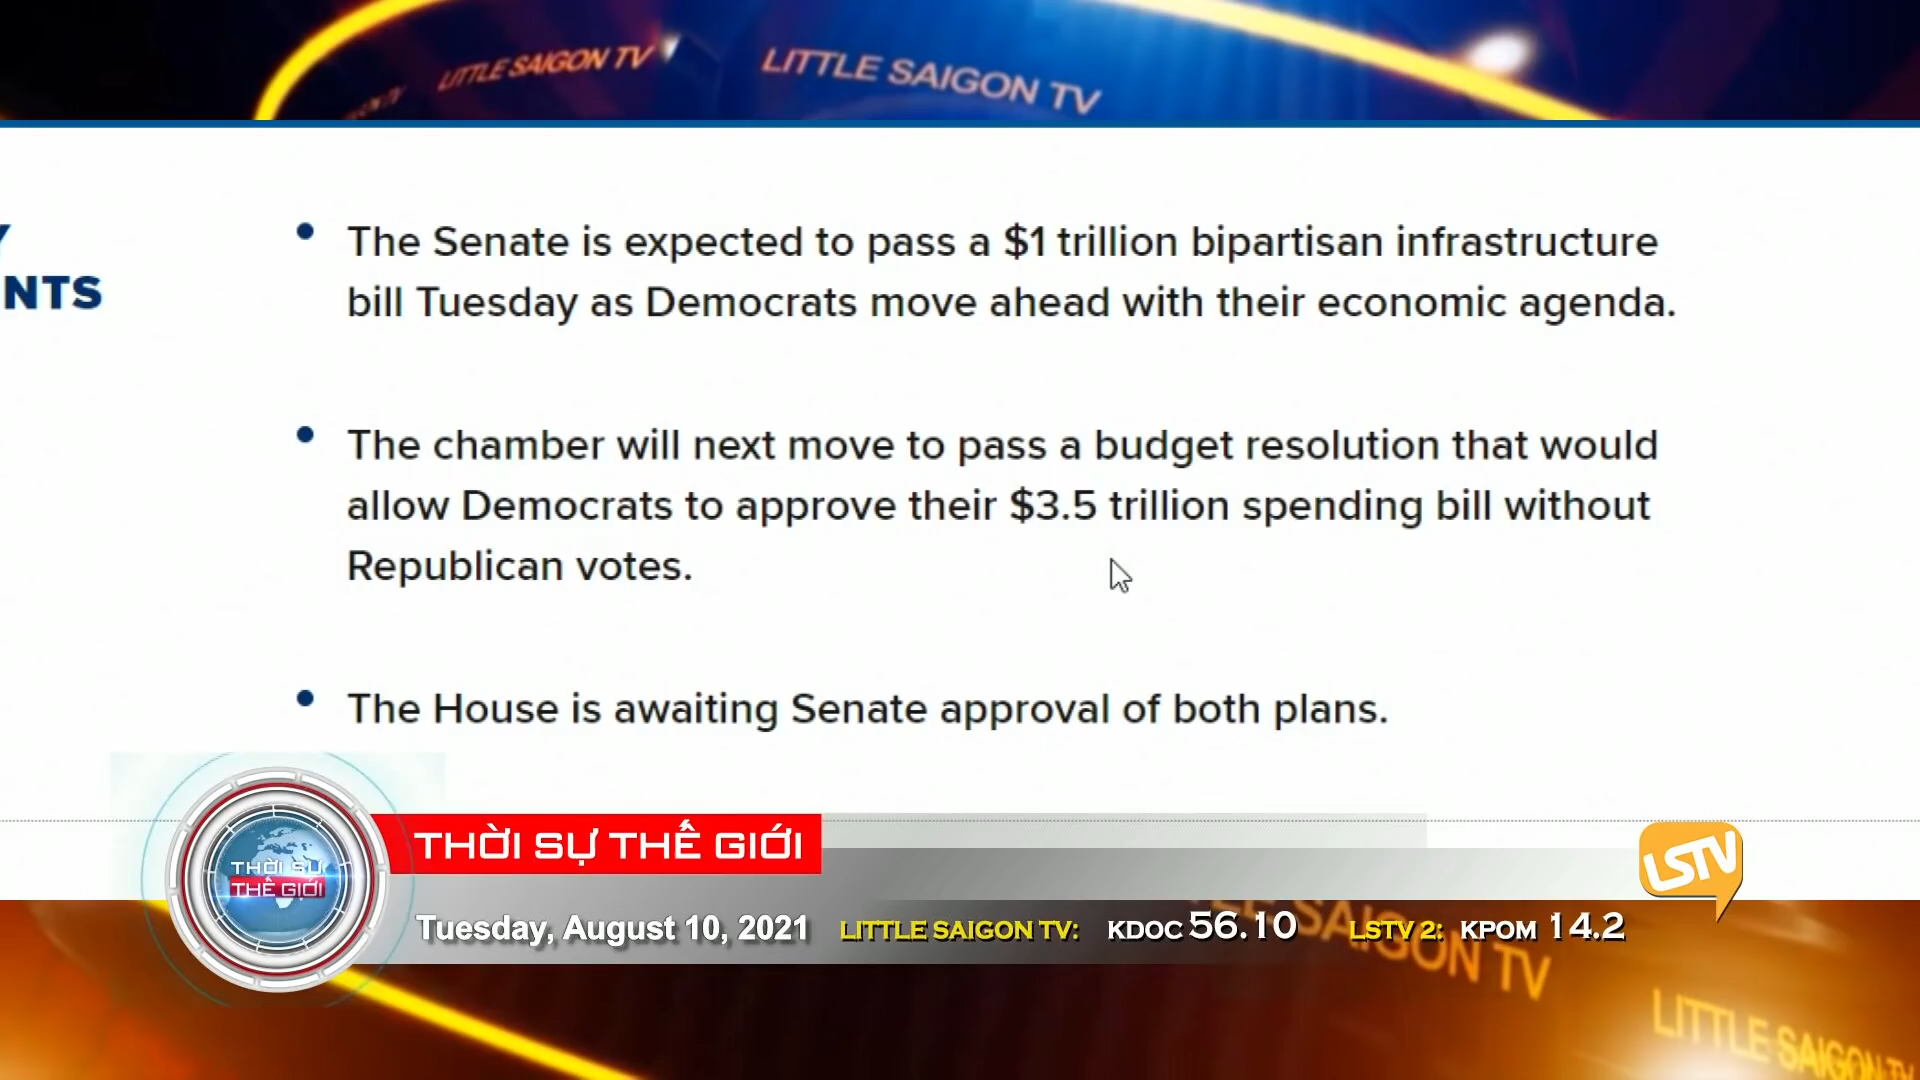 LITTLE SAIGON TV
LITTLE SAIGON TV
Y
NTS
• The Senate is expected to pass a $1 trillion bipartisan infrastructure
bill Tuesday as Democrats move ahead with their economic agenda.
• The chamber will next move to pass a budget resolution that would
allow Democrats to approve their $3.5 trillion spending bill without
Republican votes.
• The House is awaiting Senate approval of both plans.
THỜI SỰ THẾ GIỚI
THỜI SỰ
THẾ GIỚI
LSTV
Tuesday, August 10, 2021 LITTLE SAIGON TV: KDOC 56.10 LSTV 2: KPOM 14.2
SAIGON TV
LITTLE SAIGON TV